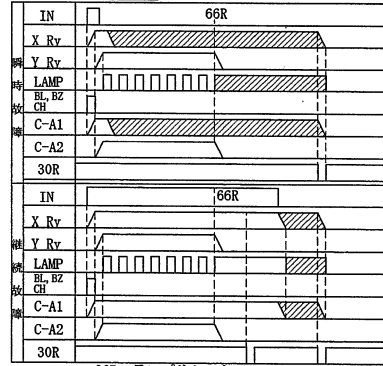 瞬時故障
IN
66R
X Ry
Y Ry
LAMP
BL, BZ
CH
C-A1
C-A2
30R
継続故障
IN
66R
X Ry
Y Ry
LAMP
BL, BZ
CH
C-A1
C-A2
30R